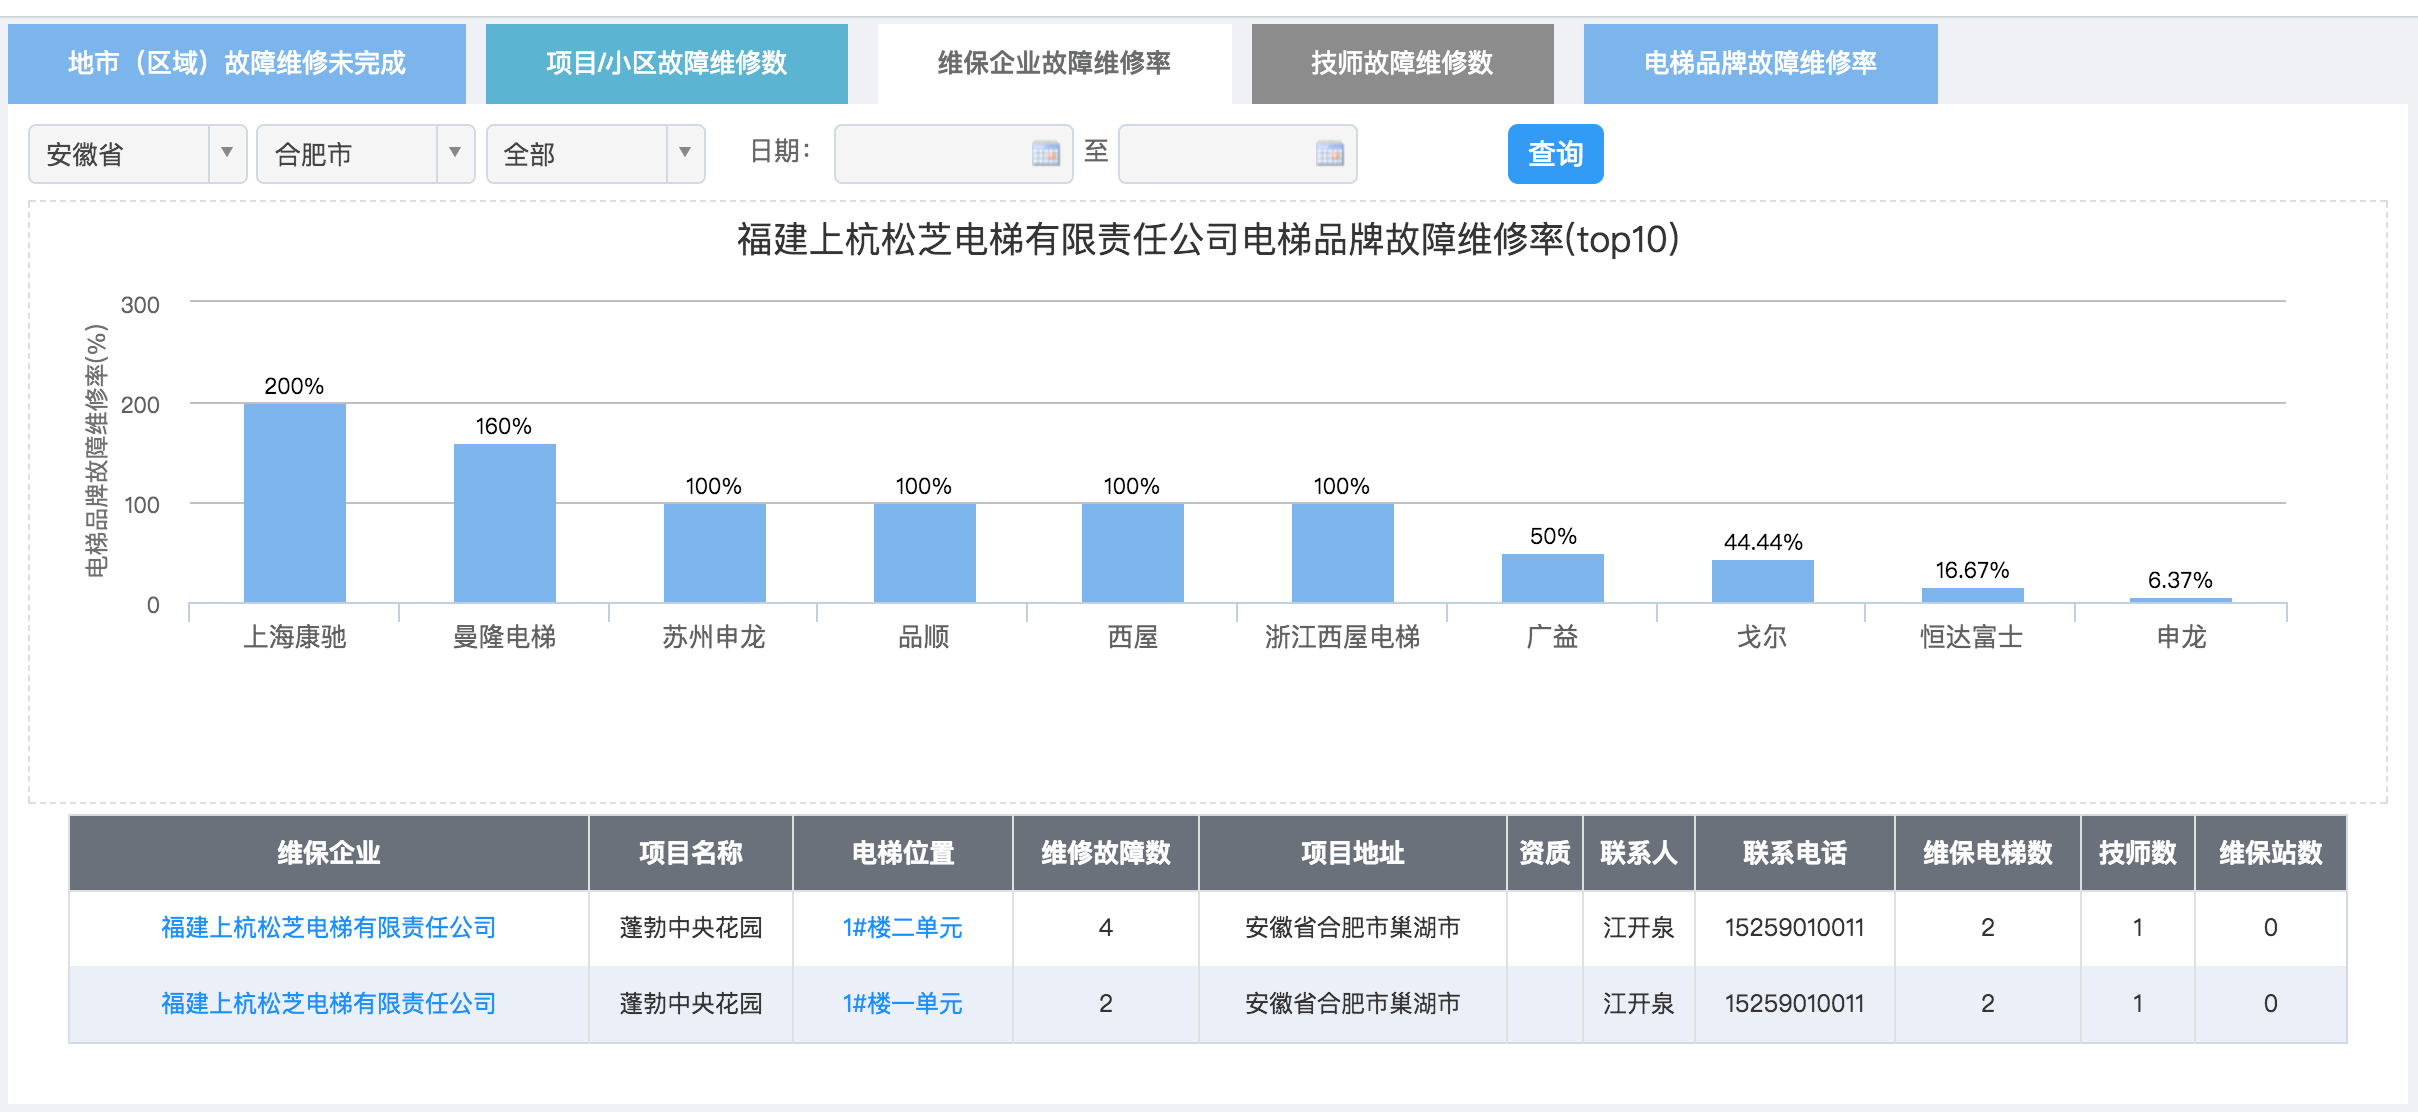 地市（区域）故障维修未完成 项目/小区故障维修数 维保企业故障维修率 技师故障维修数 电梯品牌故障维修率
安徽省 合肥市 全部 日期： 至 查询
福建上杭松芝电梯有限责任公司电梯品牌故障维修率(top10)
电梯品牌故障维修率(%)
300
200
100
0
200% 160% 100% 100% 100% 100% 50% 44.44% 16.67% 6.37%
上海康驰 曼隆电梯 苏州申龙 品顺 西屋 浙江西屋电梯 广益 戈尔 恒达富士 申龙
维保企业 项目名称 电梯位置 维修故障数 项目地址 资质 联系人 联系电话 维保电梯数 技师数 维保站数
福建上杭松芝电梯有限责任公司 蓬勃中央花园 1#楼二单元 4 安徽省合肥市巢湖市 江开泉 15259010011 2 1 0
福建上杭松芝电梯有限责任公司 蓬勃中央花园 1#楼一单元 2 安徽省合肥市巢湖市 江开泉 15259010011 2 1 0